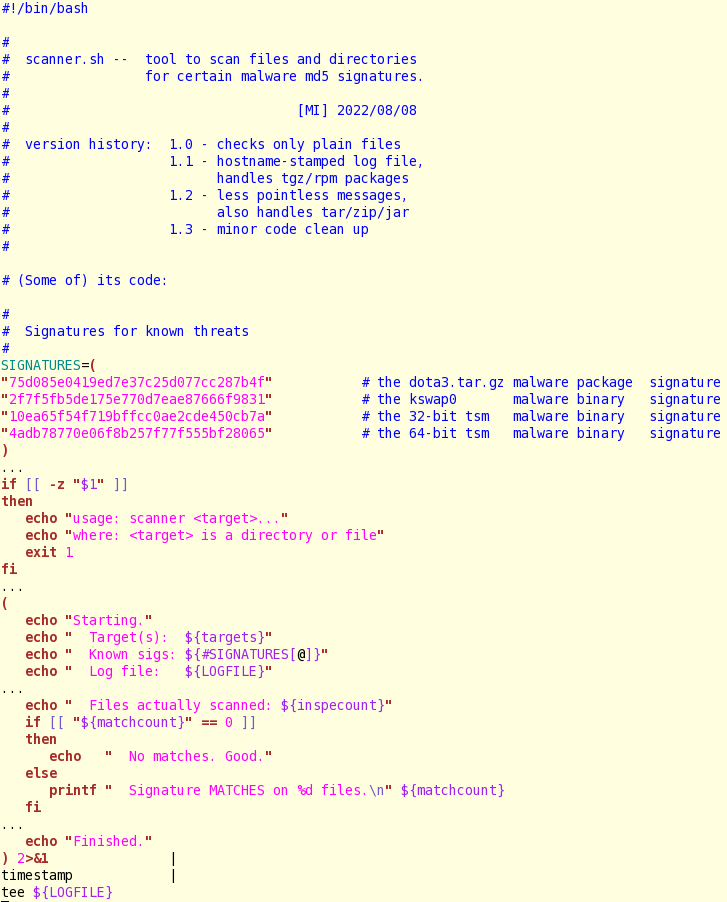 #!/bin/bash
#
#  scanner.sh --  tool to scan files and directories
#                 for certain malware md5 signatures.
#
#                                    [MI] 2022/08/08
#
#  version history:  1.0 - checks only plain files
#                    1.1 - hostname-stamped log file,
#                          handles tgz/rpm packages
#                    1.2 - less pointless messages,
#                          also handles tar/zip/jar
#                    1.3 - minor code clean up
#
# (Some of) its code:
#
#  Signatures for known threats
#
SIGNATURES=(
"75d085e0419ed7e37c25d077cc287b4f"           # the dota3.tar.gz malware package  signature
"2f7f5fb5de175e770d7eae87666f9831"           # the kswap0       malware binary   signature
"10ea65f54f719bffcc0ae2cde450cb7a"           # the 32-bit tsm   malware binary   signature
"4adb78770e06f8b257f77f555bf28065"           # the 64-bit tsm   malware binary   signature
)
...
if [[ -z "$1" ]]
then
   echo "usage: scanner <target>..."
   echo "where: <target> is a directory or file"
   exit 1
fi
...
(
   echo "Starting."
   echo "  Target(s):  ${targets}"
   echo "  Known sigs: ${#SIGNATURES[@]}"
   echo "  Log file:   ${LOGFILE}"
...
   echo "  Files actually scanned: ${inspecount}"
   if [[ "${matchcount}" == 0 ]]
   then
      echo   "  No matches. Good."
   else
      printf "  Signature MATCHES on %d files.\n" ${matchcount}
   fi
...
   echo "Finished."
) 2>&1               |
timestamp            |
tee ${LOGFILE}